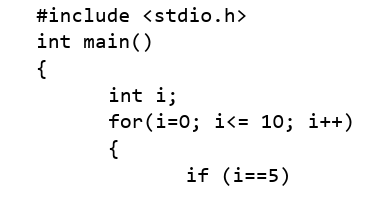 #include <stdio.h>
int main()
{
int i;
for(i=0; i<= 10; i++)
{
if (i==5)